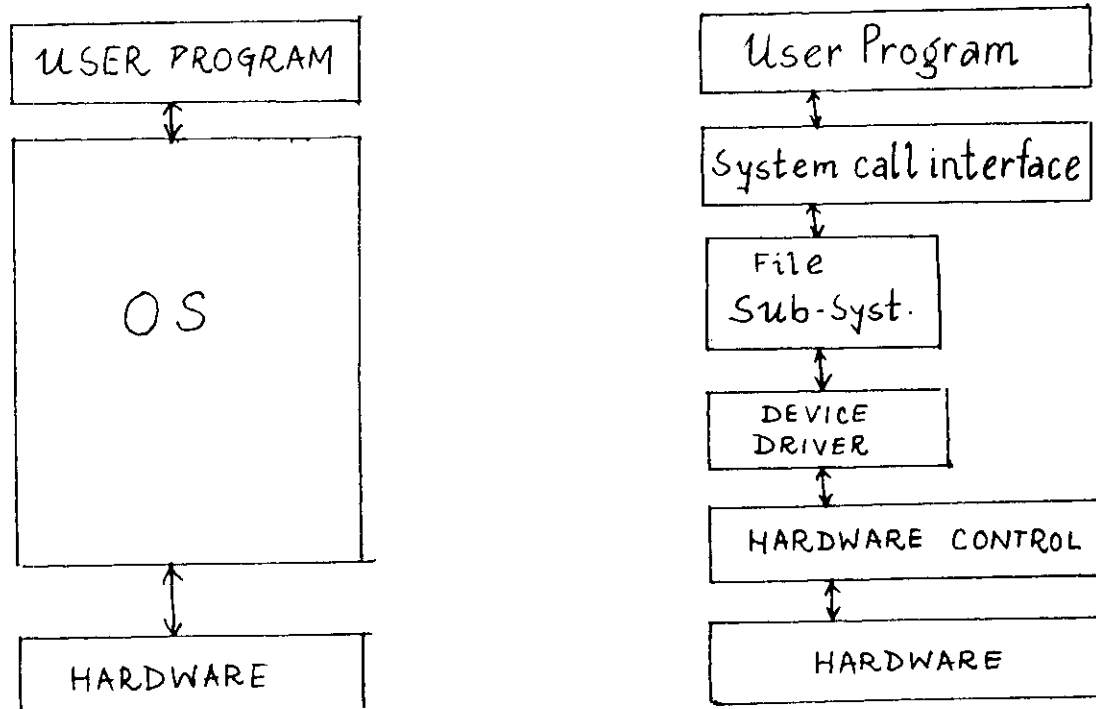 USER PROGRAM
OS
HARDWARE
User Program
System call interface
File
Sub-Syst.
DEVICE
DRIVER
HARDWARE CONTROL
HARDWARE